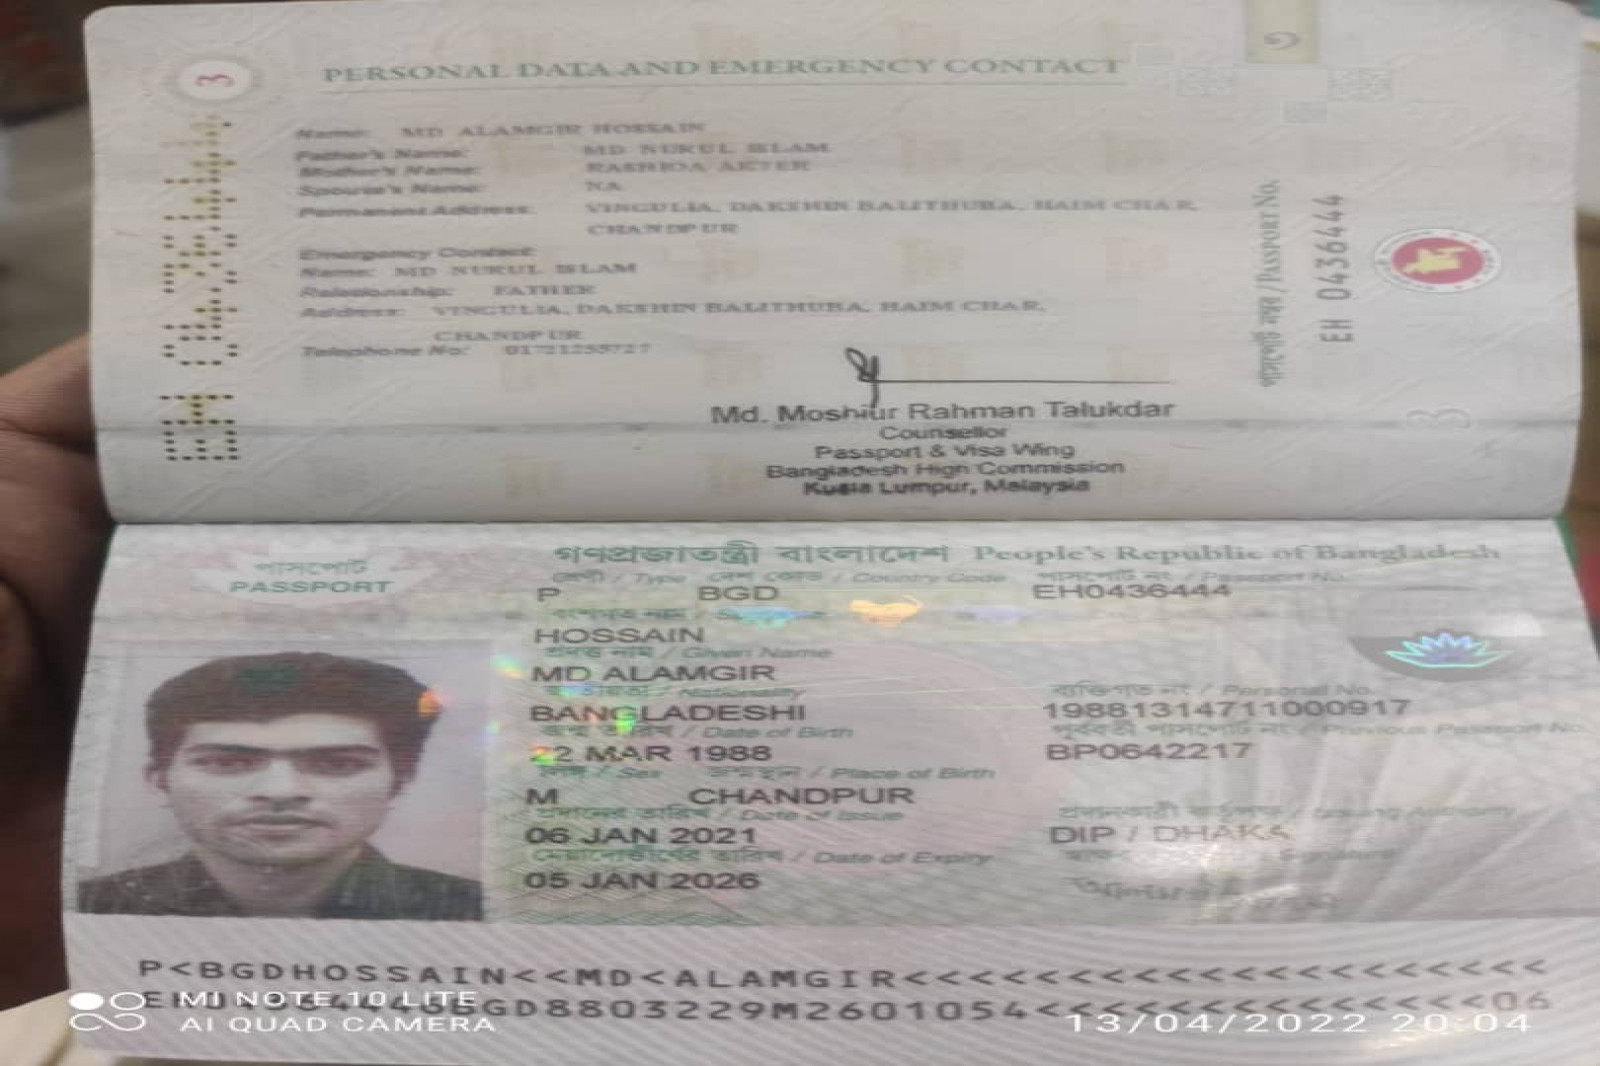 3
PERSONAL DATA AND EMERGENCY CONTACT
Name: MD ALAMGIR HOSSAIN
Father's Name: MD NURUL ISLAM
Mother's Name: AKTER
Spouse's Name: NA
Permanent Address: VINGULIA, DAKSHIN BALITHUBA, HAIM CHAR,
CHANDPUR
Emergency Contact:
Name: MD NURUL ISLAM
Relationship: FATHER
Address: VINGULIA, DAKSHIN BALITHUBA, HAIM CHAR,
CHANDPUR
Telephone No:
Md. Moshiur Rahman Talukdar
Counsellor
Passport & Visa Wing
Bangladesh High Commission
Kuala Lumpur, Malaysia
পাসপোর্ট নম্বর / PASSPORT No.
EH 0436444
3
পাসপোর্ট
PASSPORT
গণপ্রজাতন্ত্রী বাংলাদেশ People's Republic of Bangladesh
শ্রেণী / Type দেশ কোড / Country Code পাসপোর্ট নং / Passport No.
P BGD EH0436444
বংশগত নাম /
HOSSAIN
প্রদত্ত নাম / Given Name
MD ALAMGIR
Nationality ব্যক্তিগত নং / Personal No.
BANGLADESHI 19881314711000917
জন্ম তারিখ / Date of Birth পূর্ববর্তী পাসপোর্ট নং / Previous Passport No.
22 MAR 1988 BP0642217
লিঙ্গ / Sex জন্মস্থান / Place of Birth
M CHANDPUR
প্রদানের তারিখ / Date of Issue প্রদানকারী কর্তৃপক্ষ / Issuing Authority
06 JAN 2021 DIP / DHAKA
মেয়াদোত্তীর্ণের তারিখ / Date of Expiry স্বাক্ষর / Signature
05 JAN 2026
P<BGDHOSSAIN<<MD<ALAMGIR<<<<<<<<<<<<<<<<<<<<
BGD8803229M2601054<<<<<<<<<<<<<<06
MI NOTE 10 LITE
AI QUAD CAMERA
13/04/2022 20:04